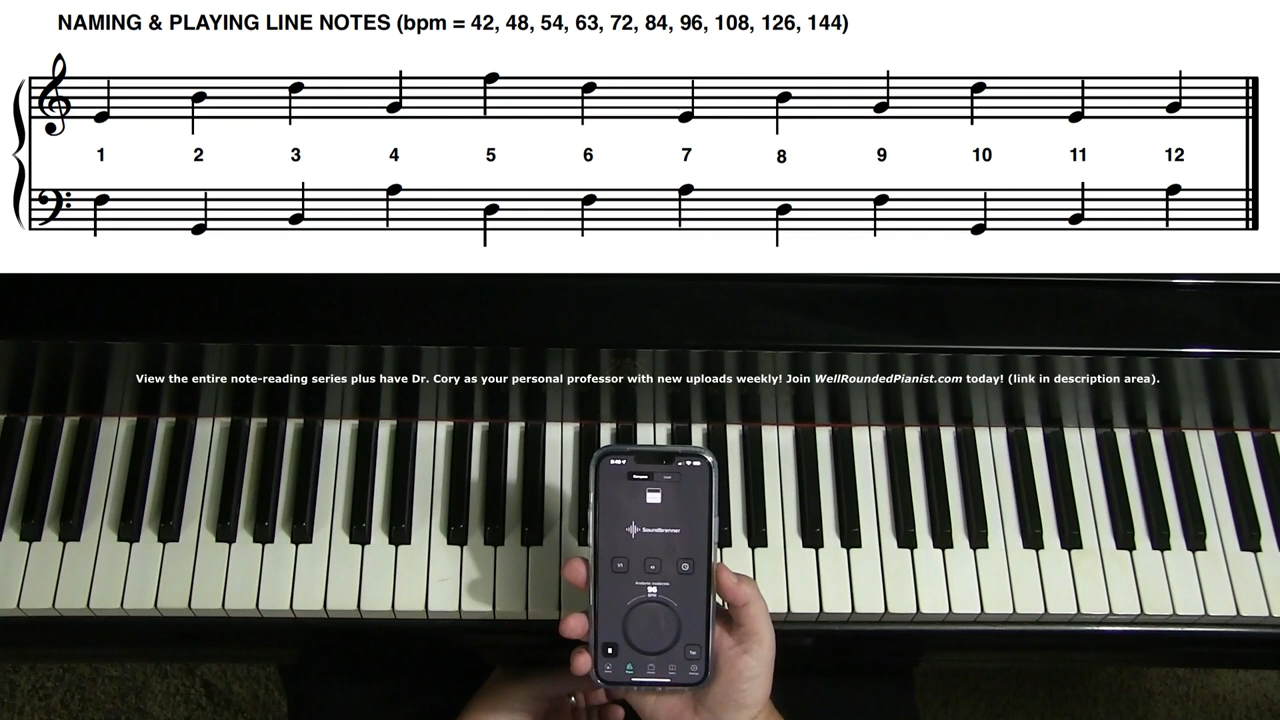 NAMING & PLAYING LINE NOTES (bpm = 42, 48, 54, 63, 72, 84, 96, 108, 126, 144)
1 2 3 4 5 6 7 8 9 10 11 12
View the entire note-reading series plus have Dr. Cory as your personal professor with new uploads weekly! Join WellRoundedPianist.com today! (link in description area).
Soundbrenner
96
BPM
Tap